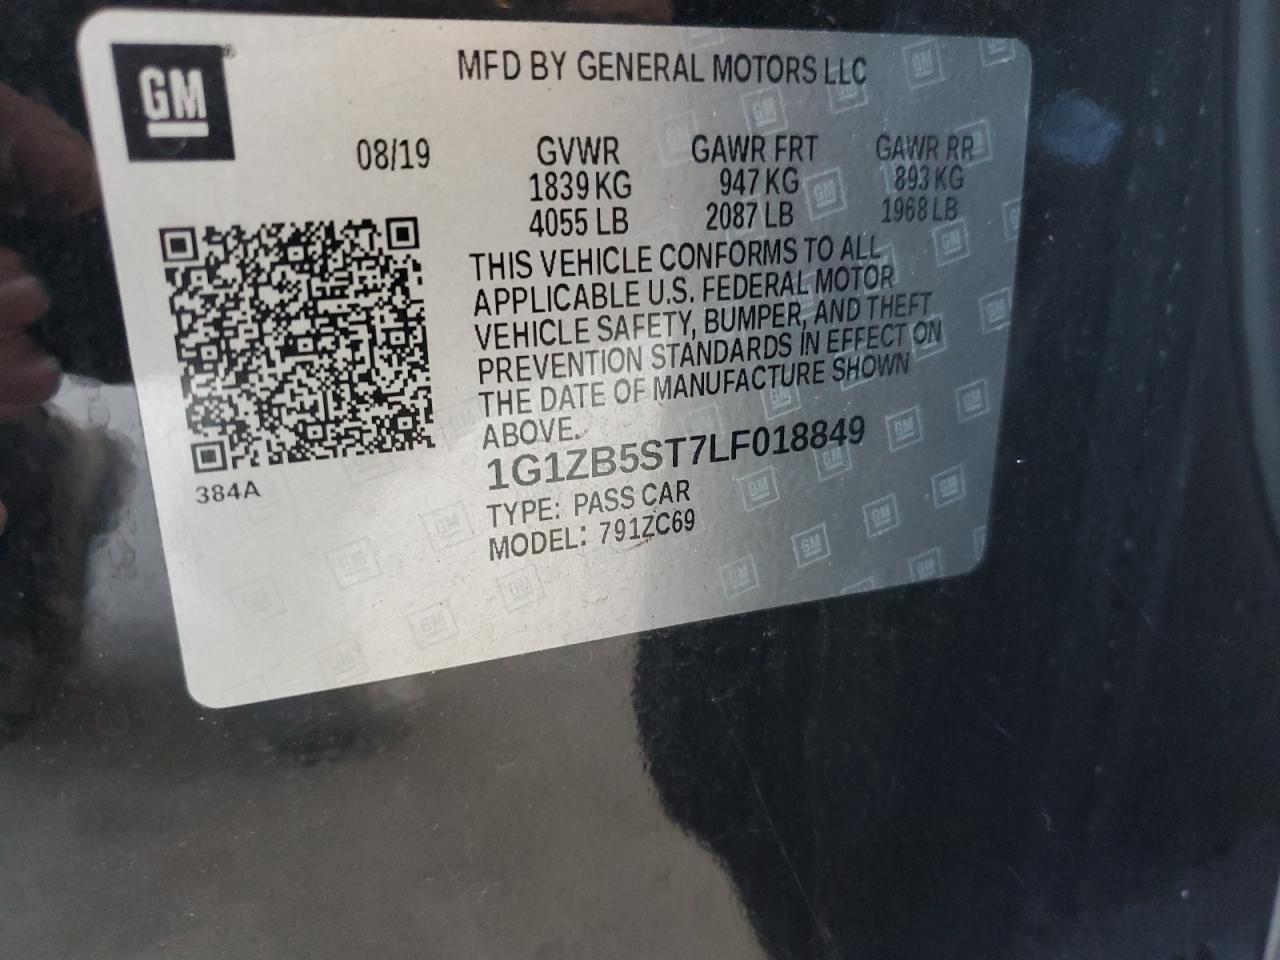 GM®
MFD BY GENERAL MOTORS LLC
08/19 GVWR GAWR FRT GAWR RR
1839 KG 947 KG 893 KG
4055 LB 2087 LB 1968 LB
THIS VEHICLE CONFORMS TO ALL
APPLICABLE U.S. FEDERAL MOTOR
VEHICLE SAFETY, BUMPER, AND THEFT
PREVENTION STANDARDS IN EFFECT ON
THE DATE OF MANUFACTURE SHOWN
ABOVE.
1G1ZB5ST7LF018849
384A
TYPE: PASS CAR
MODEL: 791ZC69